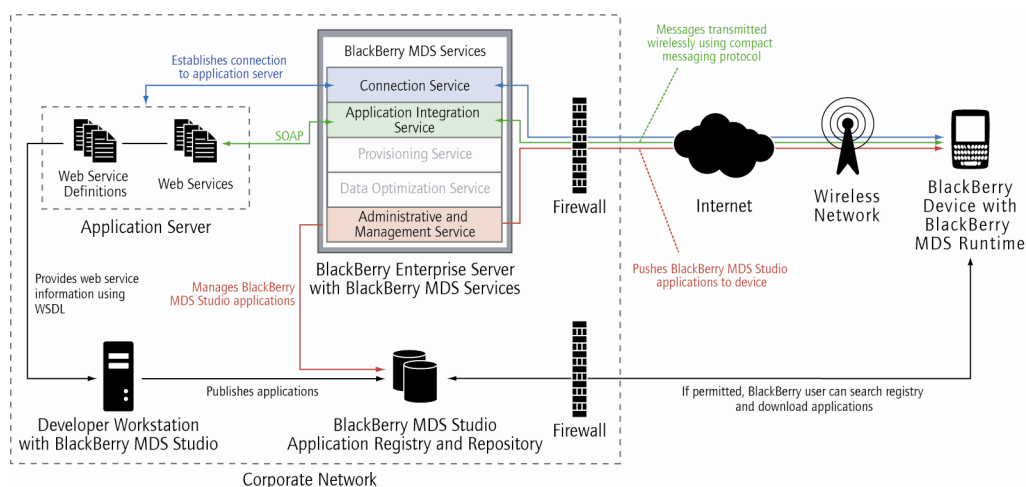 Messages transmitted
wirelessly using compact
messaging protocol
BlackBerry MDS Services
Establishes connection
to application server
Connection Service
Application Integration
Service
SOAP
Provisioning Service
Data Optimization Service
Administrative and
Management Service
Web Service
Definitions
Web Services
Application Server
Firewall
Internet
Wireless
Network
BlackBerry
Device with
BlackBerry
MDS Runtime
BlackBerry Enterprise Server
with BlackBerry MDS Services
Provides web service
information using
WSDL
Manages BlackBerry
MDS Studio applications
Pushes BlackBerry MDS Studio
applications to device
Publishes applications
If permitted, BlackBerry user can search registry
and download applications
Developer Workstation
with BlackBerry MDS Studio
BlackBerry MDS Studio
Application Registry and Repository
Firewall
Corporate Network